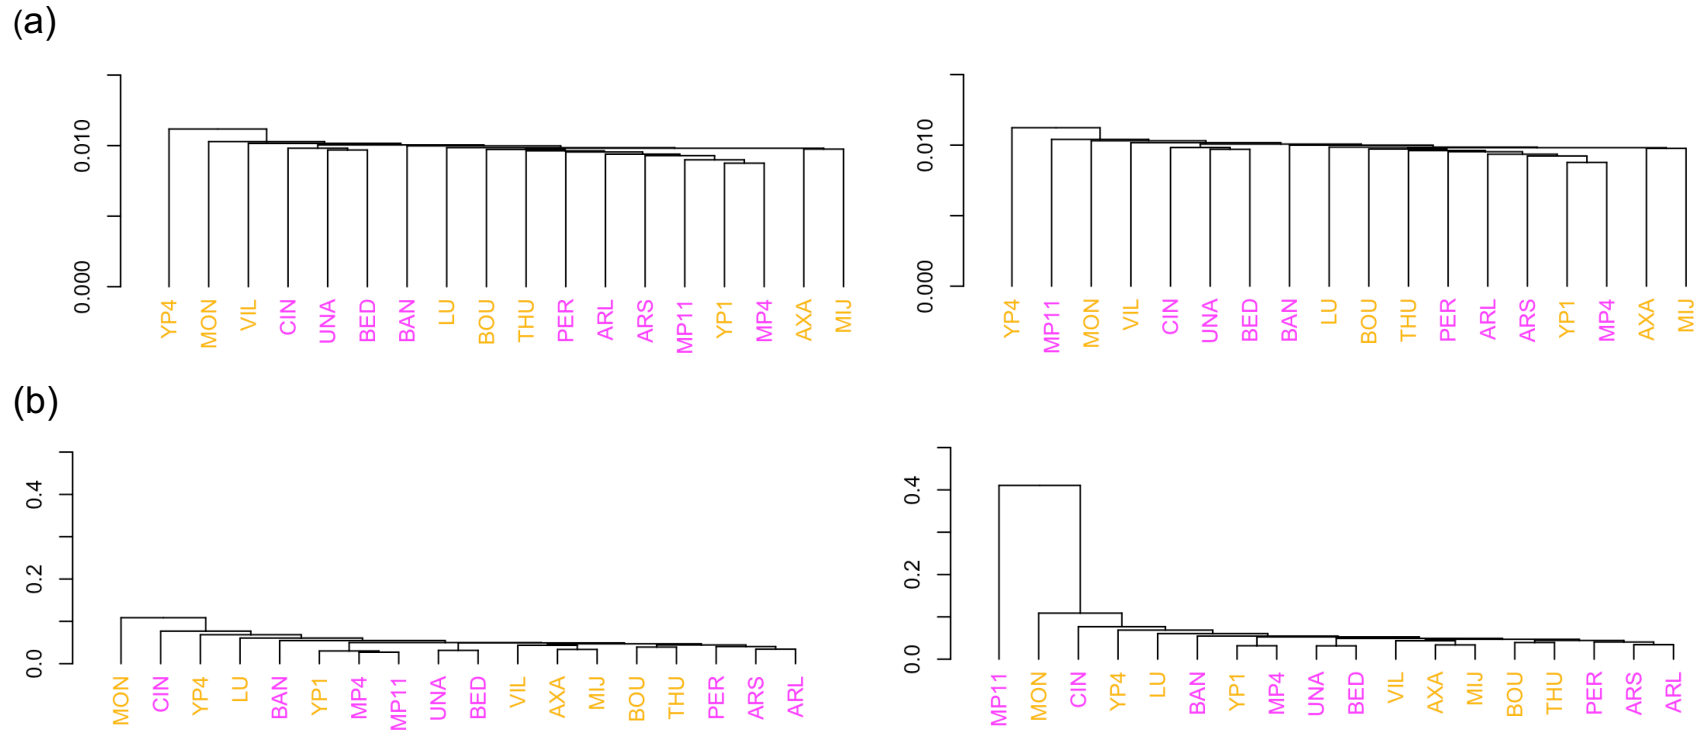 (a)
0.010
0.000
YP4 MON VIL CIN UNA BED BAN LU BOU THU PER ARL ARS MP11 YP1 MP4 AXA MIJ
0.010
0.000
YP4 MP11 MON VIL CIN UNA BED BAN LU BOU THU PER ARL ARS YP1 MP4 AXA MIJ
(b)
0.4
0.2
0.0
MON CIN YP4 LU BAN YP1 MP4 MP11 UNA BED VIL AXA MIJ BOU THU PER ARS ARL
0.4
0.2
0.0
MP11 MON CIN YP4 LU BAN YP1 MP4 UNA BED VIL AXA MIJ BOU THU PER ARS ARL